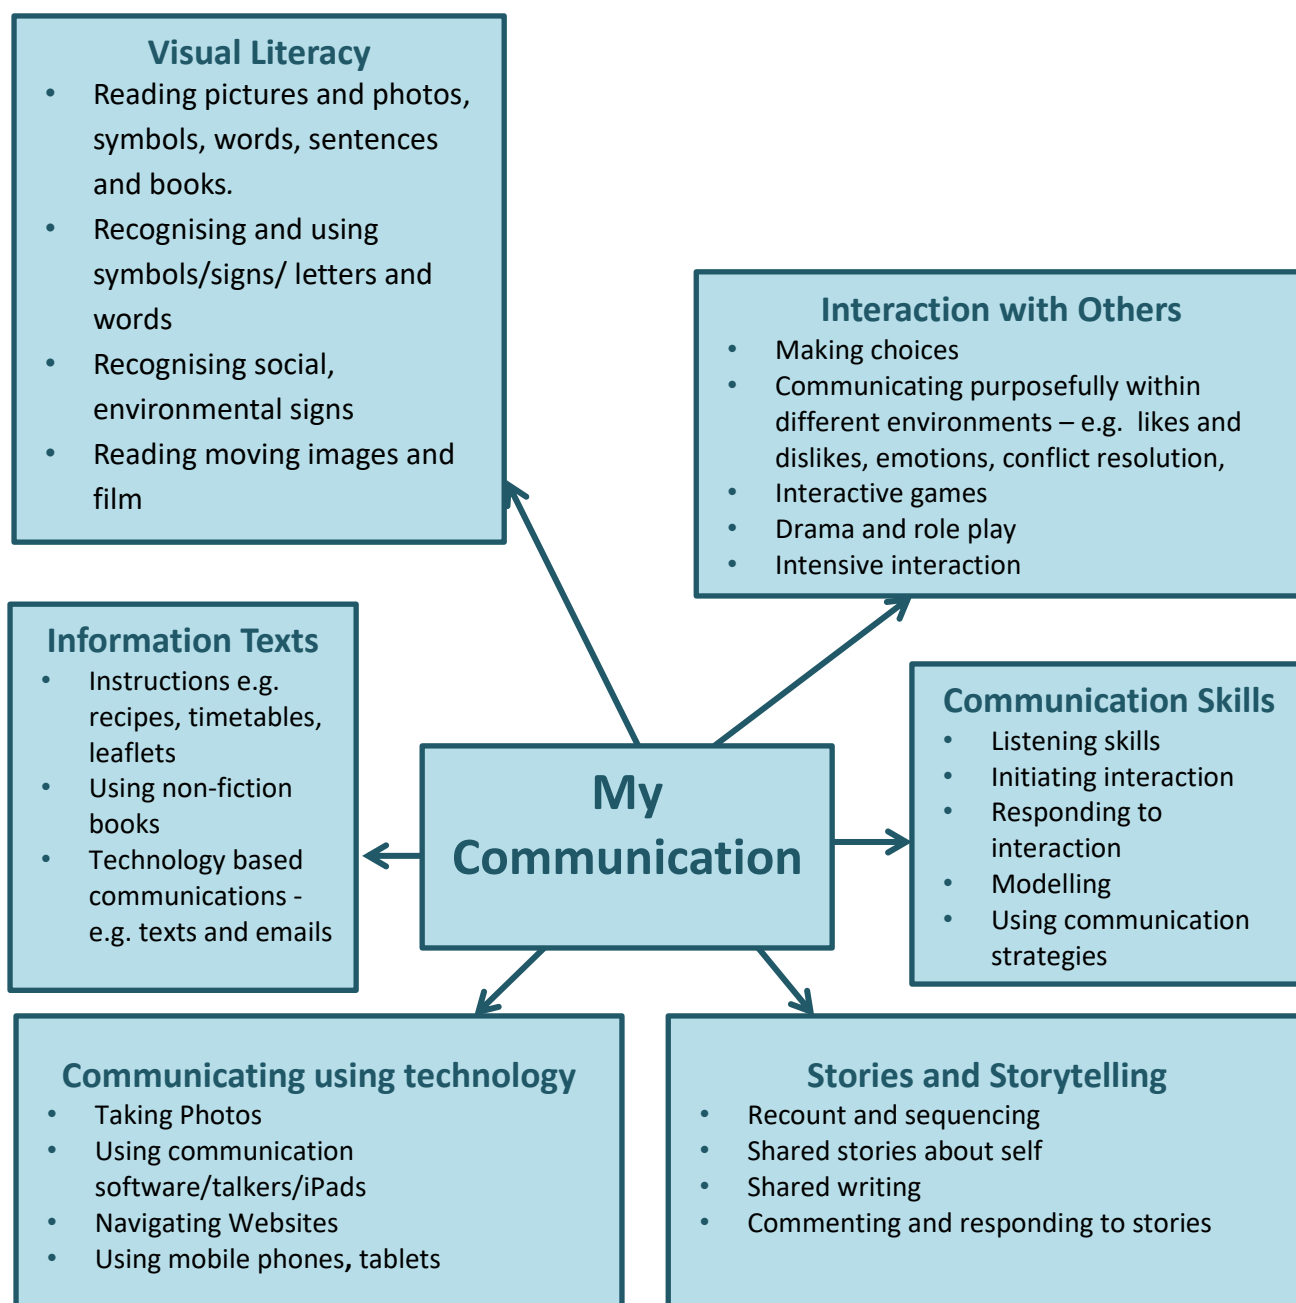 Visual Literacy
• Reading pictures and photos,
symbols, words, sentences
and books.
• Recognising and using
symbols/signs/ letters and
words
• Recognising social,
environmental signs
• Reading moving images and
film
Interaction with Others
• Making choices
• Communicating purposefully within
different environments – e.g.  likes and
dislikes, emotions, conflict resolution,
• Interactive games
• Drama and role play
• Intensive interaction
Information Texts
• Instructions e.g.
recipes, timetables,
leaflets
• Using non-fiction
books
• Technology based
communications -
e.g. texts and emails
My
Communication
Communication Skills
• Listening skills
• Initiating interaction
• Responding to
interaction
• Modelling
• Using communication
strategies
Communicating using technology
• Taking Photos
• Using communication
software/talkers/iPads
• Navigating Websites
• Using mobile phones, tablets
Stories and Storytelling
• Recount and sequencing
• Shared stories about self
• Shared writing
• Commenting and responding to stories